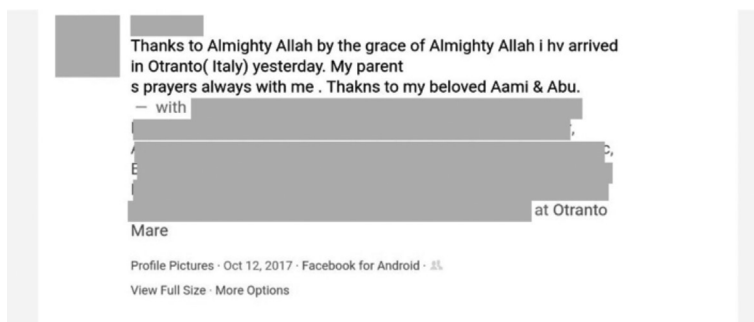 Thanks to Almighty Allah by the grace of Almighty Allah i hv arrived
in Otranto( Italy) yesterday. My parent
s prayers always with me . Thakns to my beloved Aami & Abu.
— with
at Otranto
Mare
Profile Pictures · Oct 12, 2017 · Facebook for Android ·
View Full Size · More Options